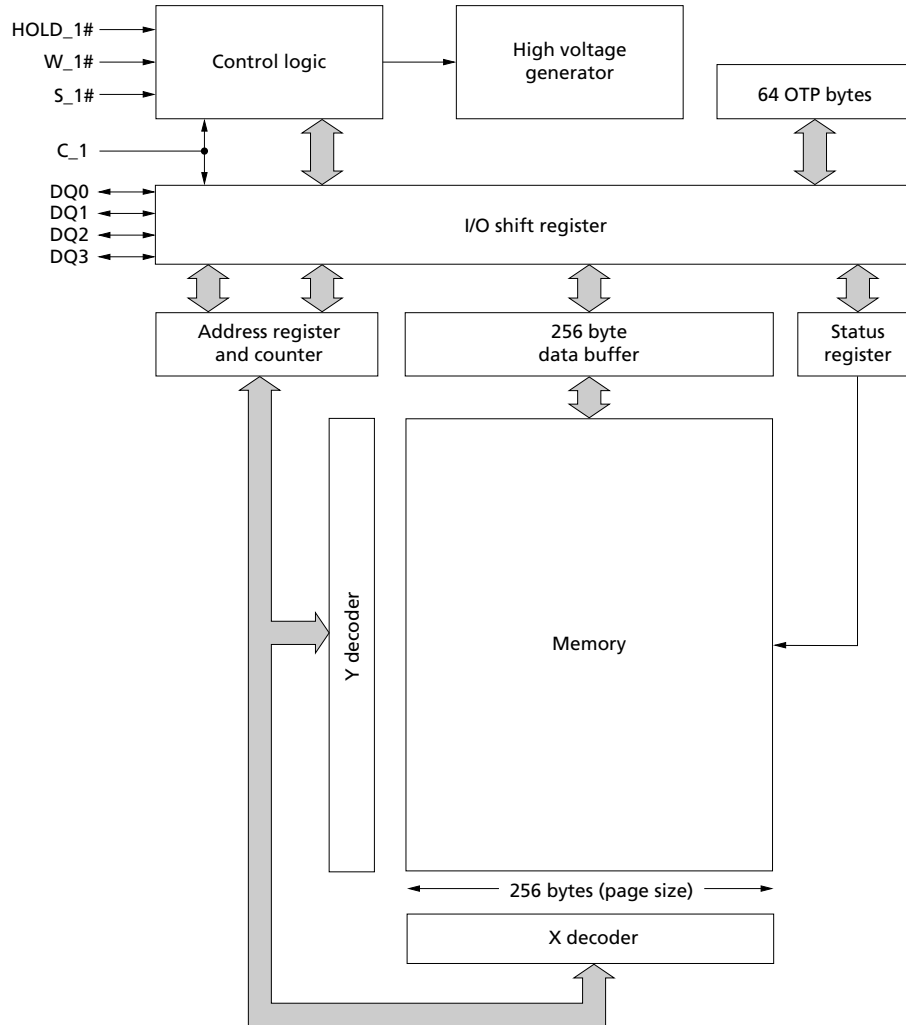 HOLD_1#
W_1#
S_1#
Control logic
High voltage
generator
64 OTP bytes
C_1
DQ0
DQ1
DQ2
DQ3
I/O shift register
Address register
and counter
256 byte
data buffer
Status
register
Y decoder
Memory
256 bytes (page size)
X decoder